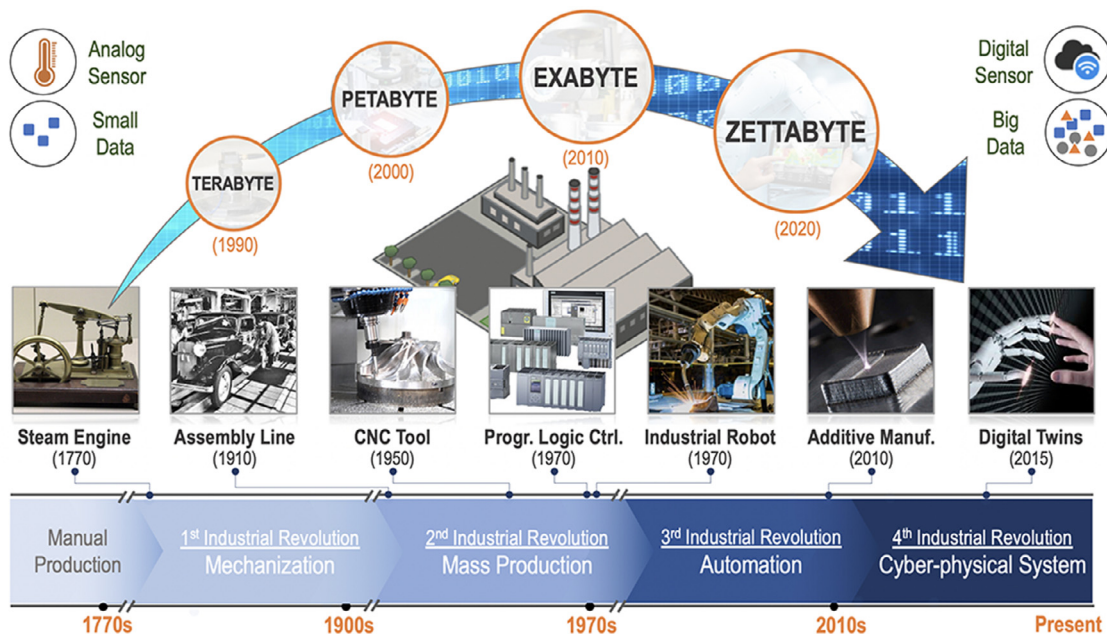 Analog
Sensor
Small
Data
TERABYTE
(1990)
PETABYTE
(2000)
EXABYTE
(2010)
ZETTABYTE
(2020)
Digital
Sensor
Big
Data
Steam Engine
(1770)
Assembly Line
(1910)
CNC Tool
(1950)
Progr. Logic Ctrl.
(1970)
Industrial Robot
(1970)
Additive Manuf.
(2010)
Digital Twins
(2015)
Manual
Production
1st Industrial Revolution
Mechanization
2nd Industrial Revolution
Mass Production
3rd Industrial Revolution
Automation
4th Industrial Revolution
Cyber-physical System
1770s
1900s
1970s
2010s
Present